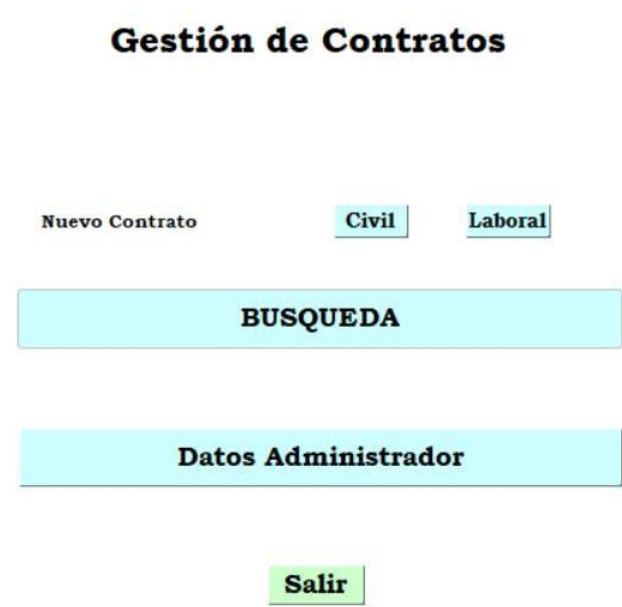 Gestión de Contratos
Nuevo Contrato Civil Laboral
BUSQUEDA
Datos Administrador
Salir